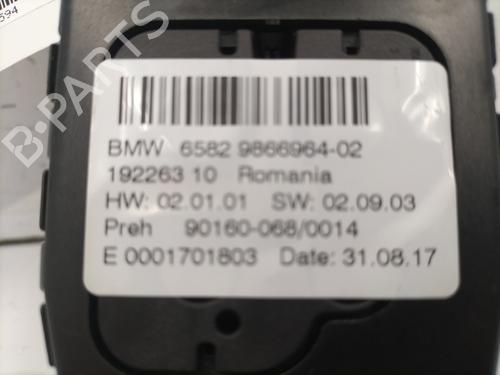 594
B-PARTS
BMW 6582 9866964-02
192263 10 Romania
HW: 02.01.01 SW: 02.09.03
Preh 90160-068/0014
E 0001701803 Date: 31.08.17